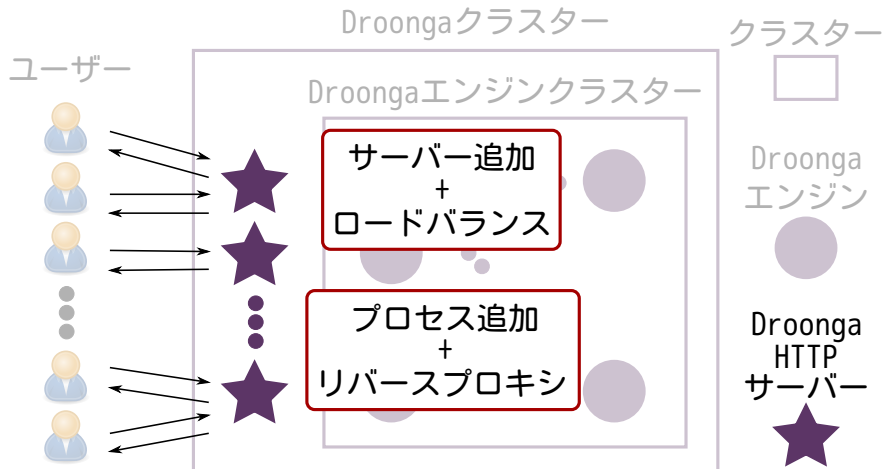 Droongaクラスター
クラスター
ユーザー
Droongaエンジンクラスター
サーバー追加
+
ロードバランス
Droonga
エンジン
プロセス追加
+
リバースプロキシ
Droonga
HTTP
サーバー